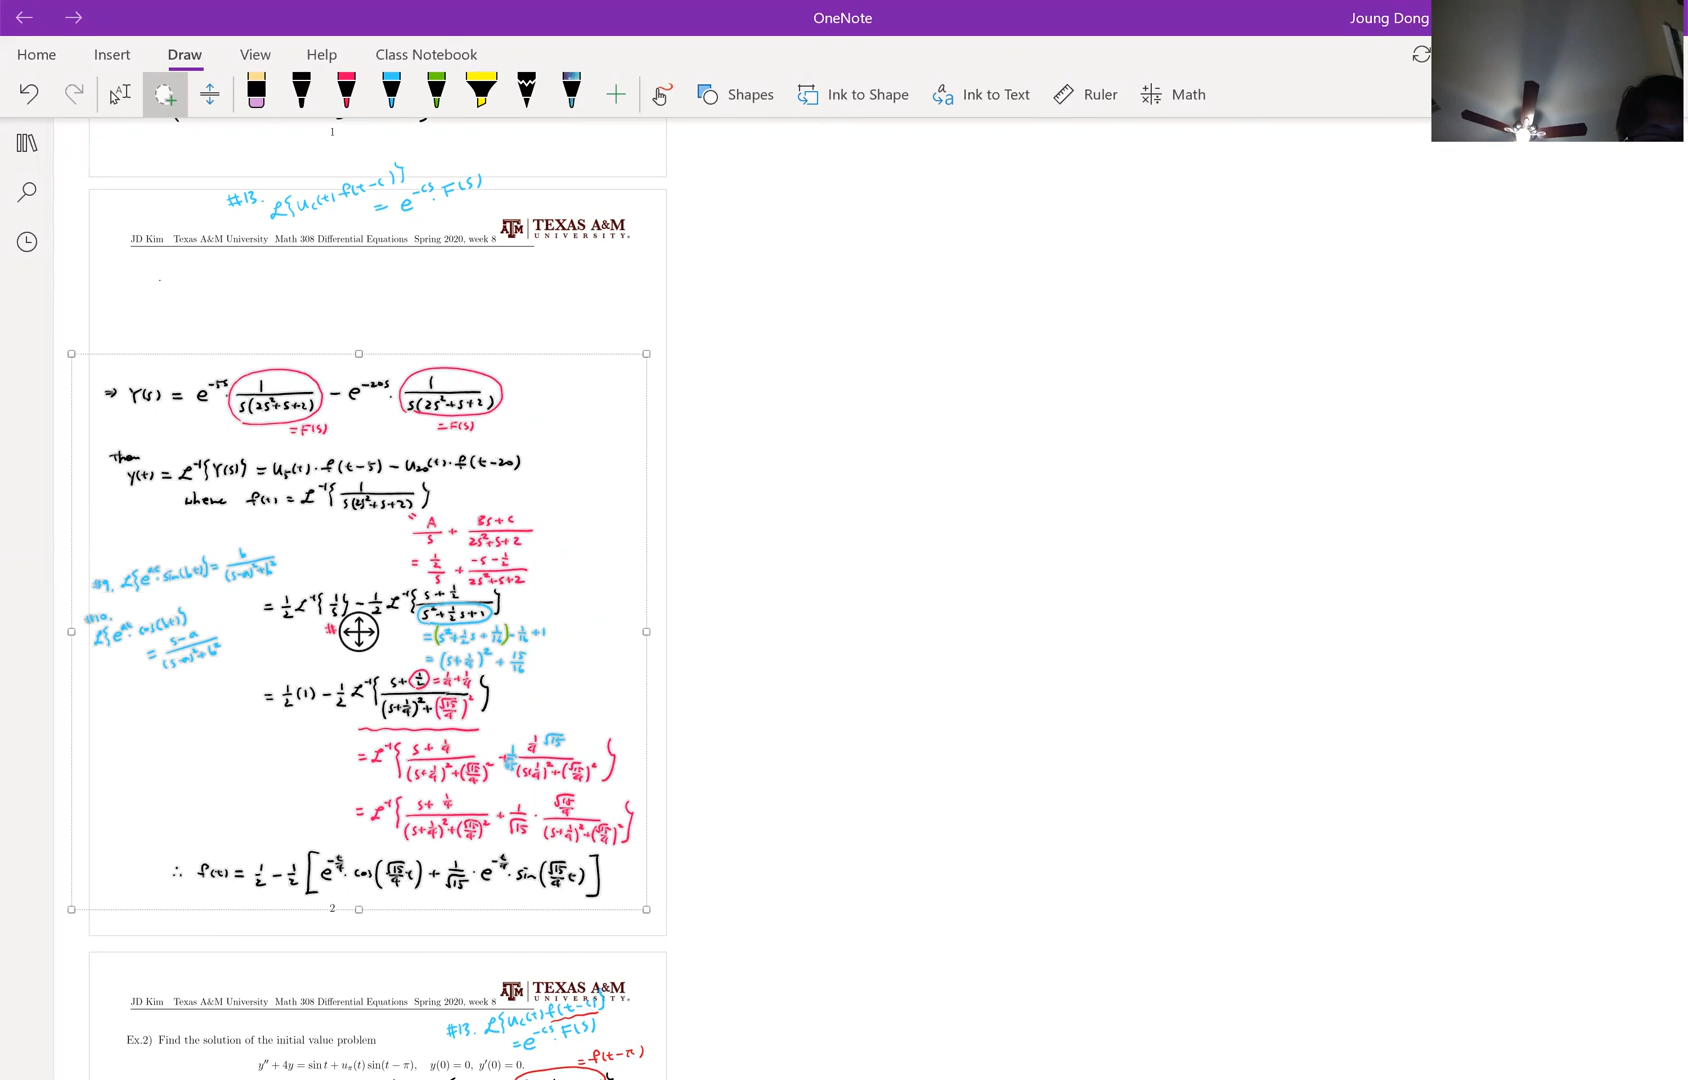 OneNote
Joung Dong
Home Insert Draw View Help Class Notebook
Shapes Ink to Shape Ink to Text Ruler Math
1
#13. ℒ{u_c(t) f(t-c)}
= e^{-cs} · F(s)
TEXAS A&M
UNIVERSITY.
JD Kim Texas A&M University Math 308 Differential Equations Spring 2020, week 8
⇒ Y(s) = e^{-5s} · 1/(s(2s²+s+2)) - e^{-20s} · 1/(s(2s²+s+2))
= F(s) = F(s)
Then
y(t) = ℒ^{-1}{Y(s)} = u_5(t) · f(t-5) - u_{20}(t) · f(t-20)
where f(t) = ℒ^{-1}{1/(s(2s²+s+2))}
A/s + (Bs+c)/(2s²+s+2)
= (1/2)/s + (-s-1/2)/(2s²+s+2)
#9. ℒ{e^{at} · sin(bt)} = b/((s-a)²+b²)
= 1/2 ℒ^{-1}{1/s} - 1/2 ℒ^{-1}{(s+1/2)/(s²+1/2 s+1)}
#10.
ℒ{e^{at} · cos(bt)}
= (s-a)/((s-a)²+b²)
#
= (s²+1/2 s+1/16) - 1/16 + 1
= (s+1/4)² + 15/16
= 1/2 (1) - 1/2 ℒ^{-1}{(s+1/2)/((s+1/4)²+(√15/4)²)}
= 1/4 + 1/4
= ℒ^{-1}{(s+1/4)/((s+1/4)²+(√15/4)²) + 1/√15 (1/4 √15)/((s+1/4)²+(√15/4)²)}
= ℒ^{-1}{(s+1/4)/((s+1/4)²+(√15/4)²) + 1/√15 · (√15/4)/((s+1/4)²+(√15/4)²)}
∴ f(t) = 1/2 - 1/2 [e^{-t/4} · cos(√15/4 t) + 1/√15 · e^{-t/4} · sin(√15/4 t)]
2
TEXAS A&M
UNIVERSITY.
JD Kim Texas A&M University Math 308 Differential Equations Spring 2020, week 8
#13. ℒ{u_c(t) f(t-c)}
= e^{-cs} · F(s)
Ex.2) Find the solution of the initial value problem
= f(t-π)
y″ + 4y = sin t + u_π(t) sin(t − π), y(0) = 0, y′(0) = 0.